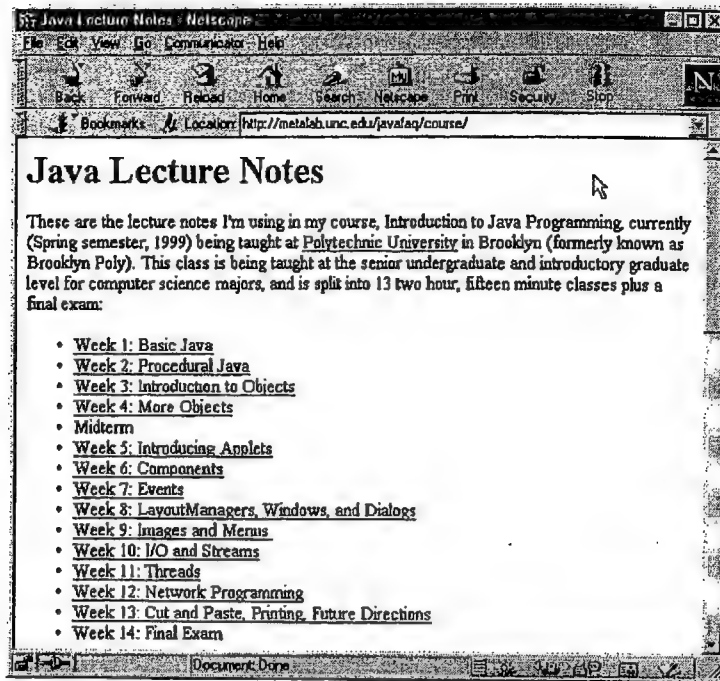 Java Lecture Notes - Netscape
File Edit View Go Communicator Help
Back Forward Reload Home Search Netscape Print Security Stop
Bookmarks Location: http://metalab.unc.edu/javafaq/course/
Java Lecture Notes
These are the lecture notes I'm using in my course, Introduction to Java Programming, currently
(Spring semester, 1999) being taught at Polytechnic University in Brooklyn (formerly known as
Brooklyn Poly). This class is being taught at the senior undergraduate and introductory graduate
level for computer science majors, and is split into 13 two hour, fifteen minute classes plus a
final exam:
• Week 1: Basic Java
• Week 2: Procedural Java
• Week 3: Introduction to Objects
• Week 4: More Objects
• Midterm
• Week 5: Introducing Applets
• Week 6: Components
• Week 7: Events
• Week 8: LayoutManagers, Windows, and Dialogs
• Week 9: Images and Menus
• Week 10: I/O and Streams
• Week 11: Threads
• Week 12: Network Programming
• Week 13: Cut and Paste, Printing, Future Directions
• Week 14: Final Exam
Document: Done